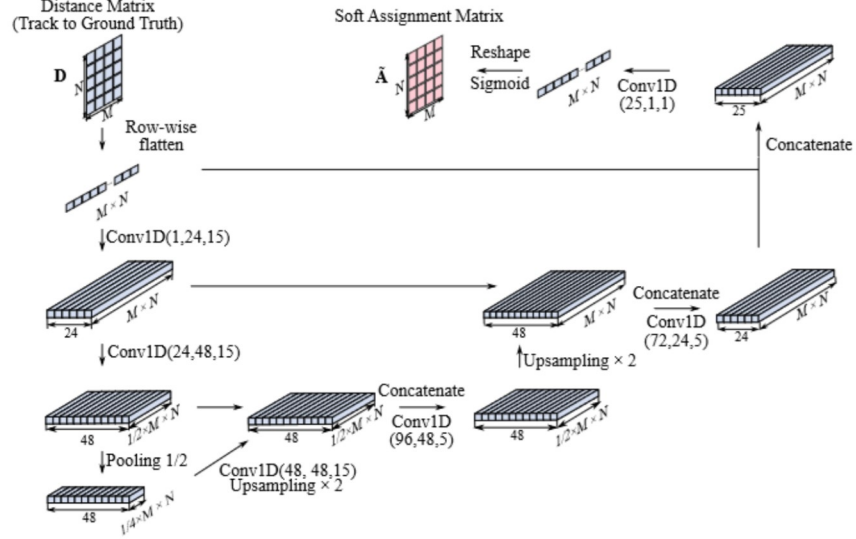 Distance Matrix
(Track to Ground Truth)
Soft Assignment Matrix
D
N
M
Ã
N
M
Reshape
Sigmoid
M×N
Conv1D
(25,1,1)
25
M×N
Row-wise
flatten
Concatenate
M×N
Conv1D(1,24,15)
24
M×N
48
M×N
Concatenate
Conv1D
(72,24,5)
24
M×N
Conv1D(24,48,15)
Upsampling × 2
48
1/2×M×N
48
1/2×M×N
Concatenate
Conv1D
(96,48,5)
48
1/2×M×N
Pooling 1/2
Conv1D(48, 48,15)
Upsampling × 2
48
1/4×M×N